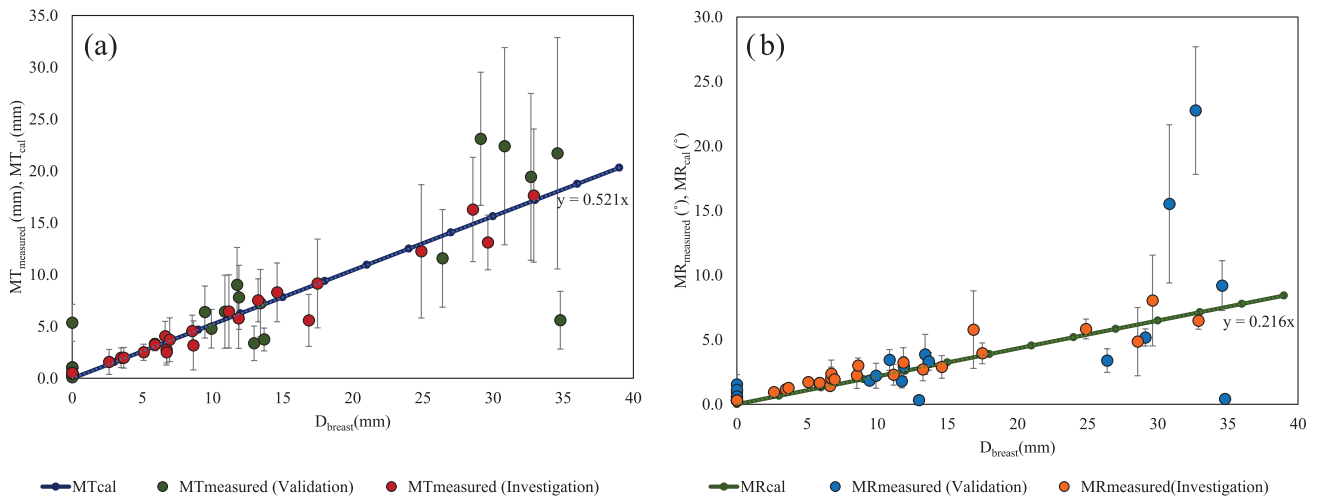 (a)
35.0
30.0
25.0
20.0
15.0
10.0
5.0
0.0
MTmeasured (mm), MTcal (mm)
y = 0.521x
0 5 10 15 20 25 30 35 40
Dbreast(mm)
MTcal MTmeasured (Validation) MTmeasured (Investigation)
(b)
30.0
25.0
20.0
15.0
10.0
5.0
0.0
MRmeasured (°), MRcal (°)
y = 0.216x
0 5 10 15 20 25 30 35 40
Dbreast(mm)
MRcal MRmeasured (Validation) MRmeasured(Investigation)